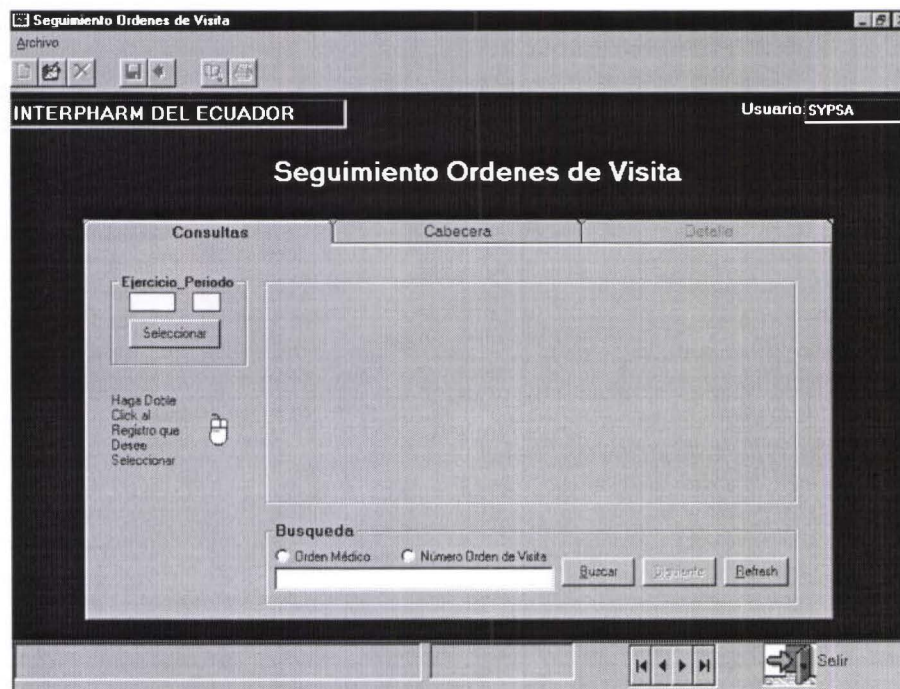 Seguimiento Ordenes de Visita
Archivo
INTERPHARM DEL ECUADOR
Usuario: SYPSA
Seguimiento Ordenes de Visita
Consultas
Cabecera
Detalle
Ejercicio_Periodo
Seleccionar
Haga Doble
Click al
Registro que
Desee
Seleccionar
Busqueda
Orden Médico
Número Orden de Visita
Buscar
Siguiente
Refresh
Salir